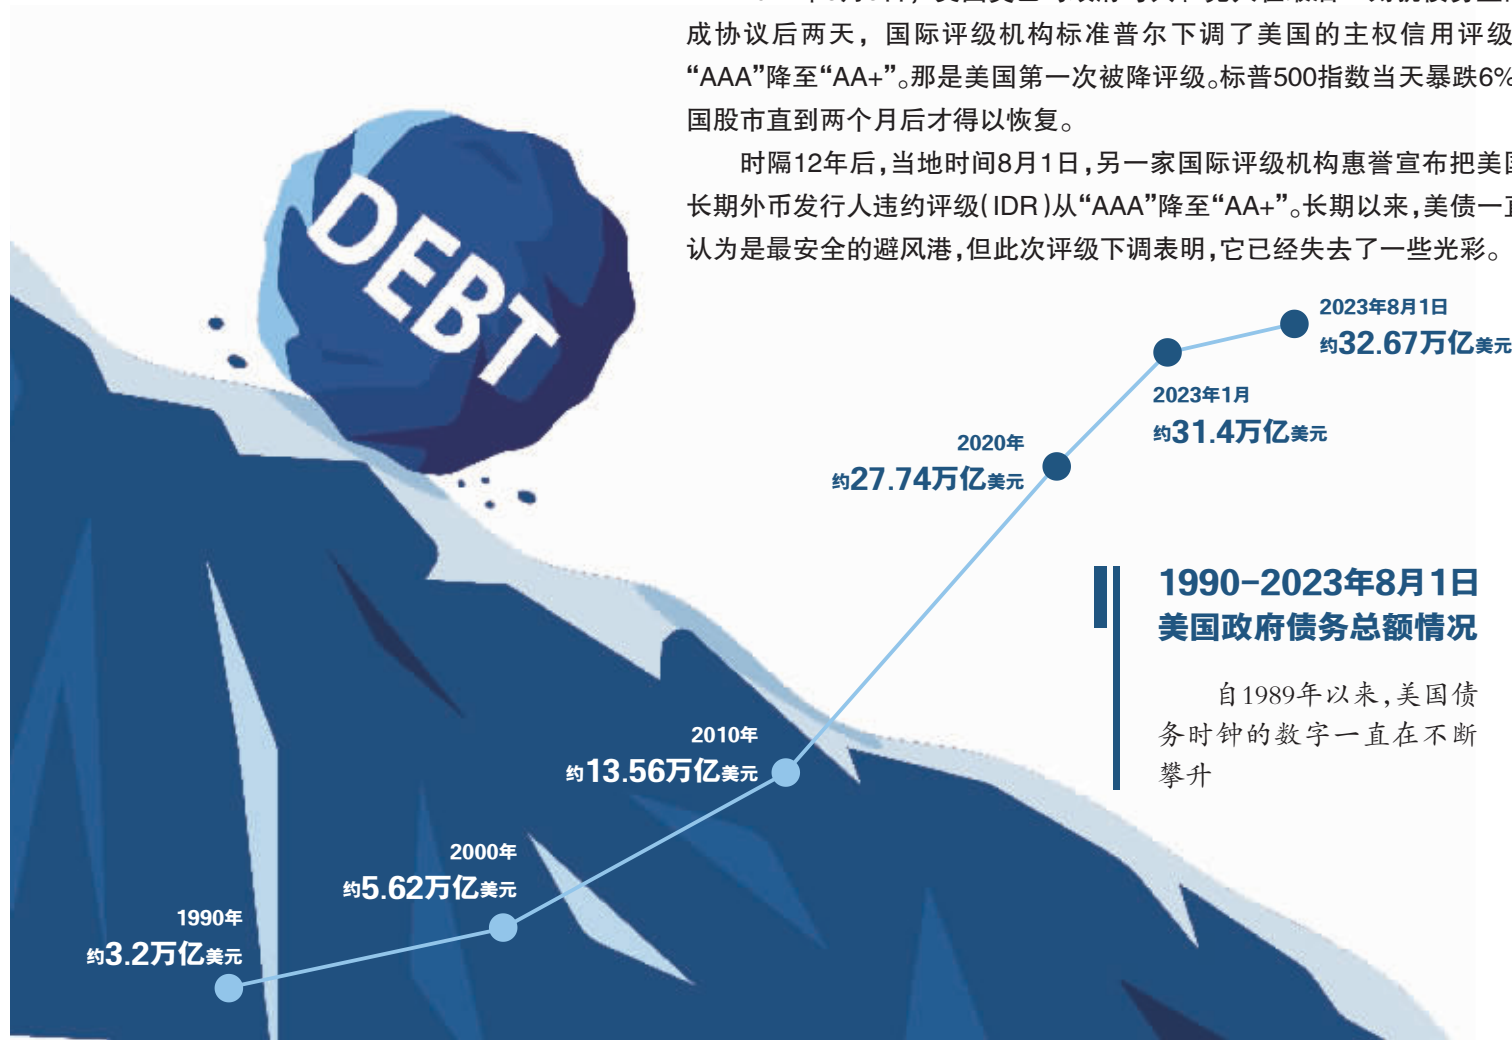 成协议后两天，国际评级机构标准普尔下调了美国的主权信用评级
“AAA”降至“AA+”。那是美国第一次被降评级。标普500指数当天暴跌6%
国股市直到两个月后才得以恢复。
时隔12年后，当地时间8月1日，另一家国际评级机构惠誉宣布把美国
长期外币发行人违约评级(IDR)从“AAA”降至“AA+”。长期以来，美债一直
认为是最安全的避风港，但此次评级下调表明，它已经失去了一些光彩。
DEBT
2023年8月1日
约32.67万亿美元
2023年1月
约31.4万亿美元
2020年
约27.74万亿美元
1990-2023年8月1日
美国政府债务总额情况
自1989年以来，美国债
务时钟的数字一直在不断
攀升
2010年
约13.56万亿美元
2000年
约5.62万亿美元
1990年
约3.2万亿美元